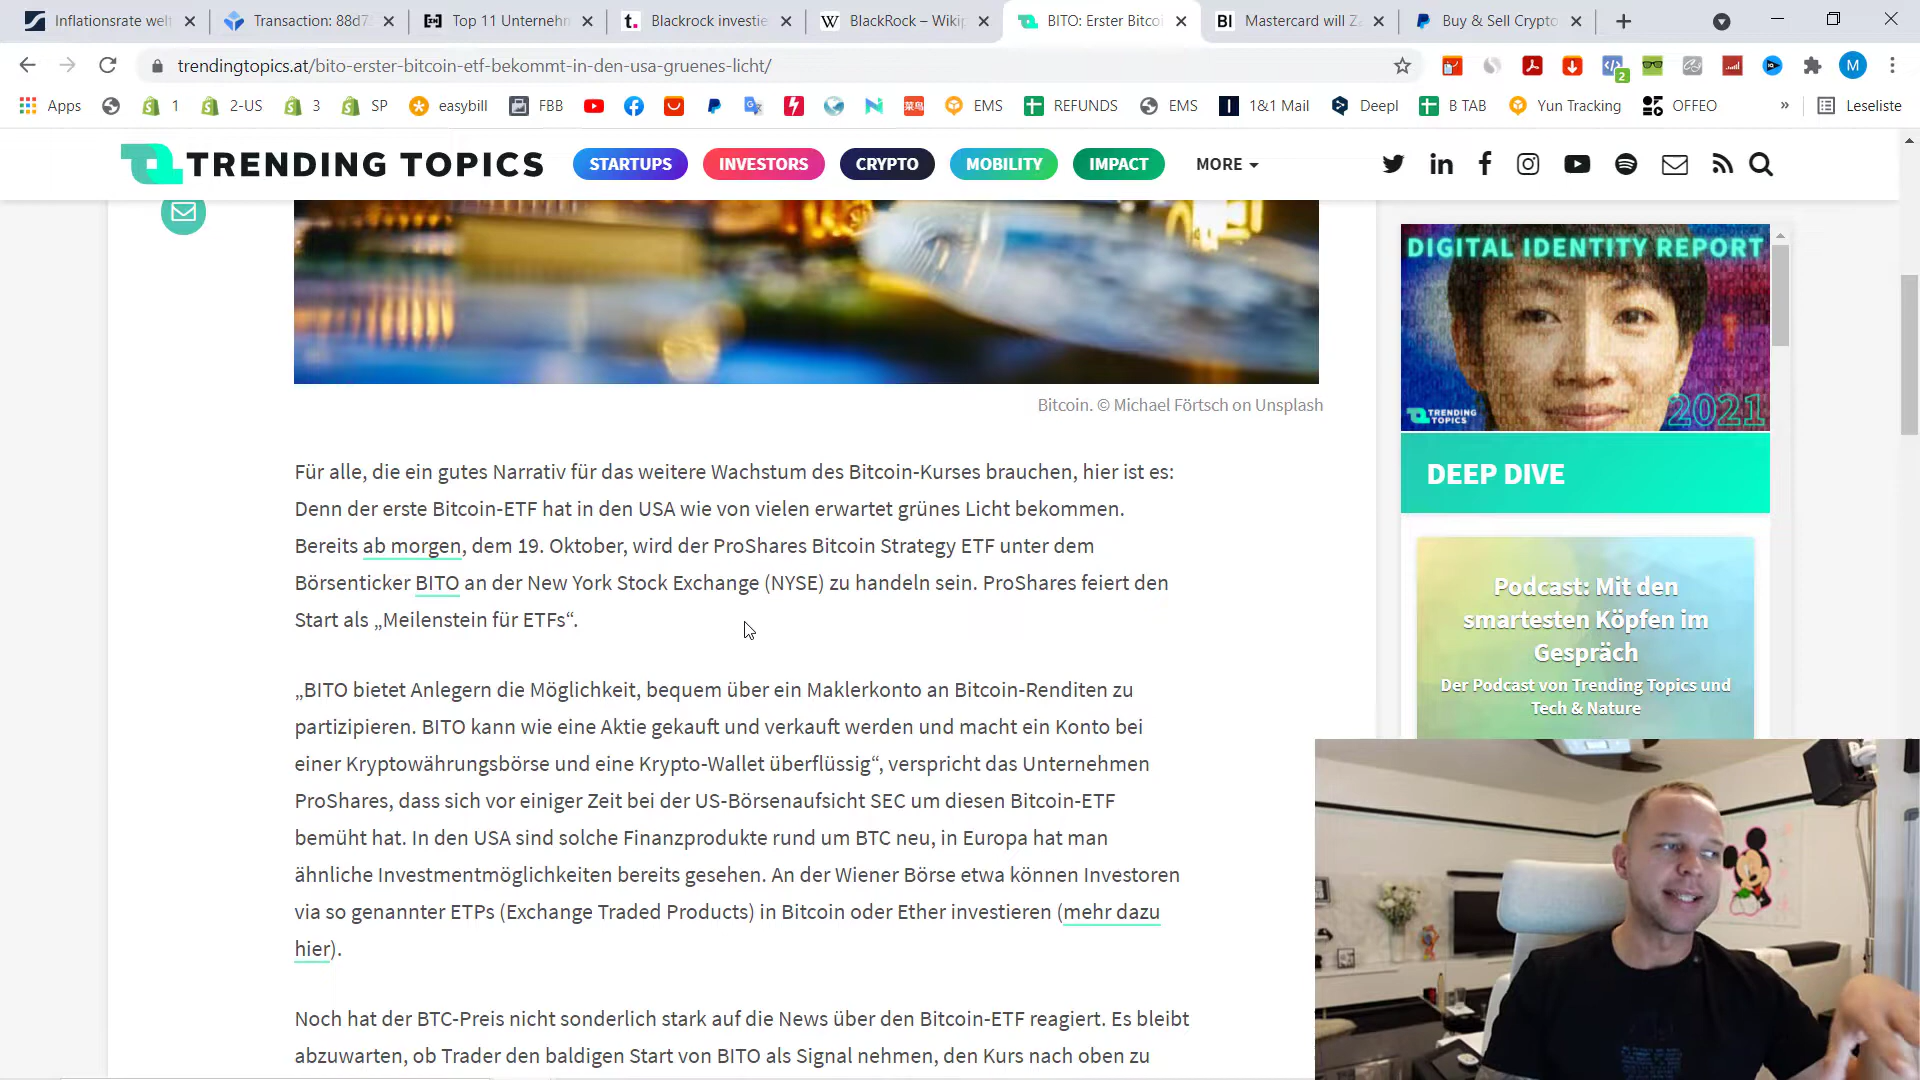 Inflationsrate welt
Transaction: 88d7
Top 11 Unternehm
Blackrock investie
BlackRock – Wikip
BITO: Erster Bitco
Mastercard will Za
Buy & Sell Crypto
trendingtopics.at/bito-erster-bitcoin-etf-bekommt-in-den-usa-gruenes-licht/
Apps
1
2-US
3
SP
easybill
FBB
EMS
REFUNDS
EMS
1&1 Mail
Deepl
B TAB
Yun Tracking
OFFEO
»
Leseliste
TRENDING TOPICS
STARTUPS
INVESTORS
CRYPTO
MOBILITY
IMPACT
MORE
Bitcoin. © Michael Förtsch on Unsplash
Für alle, die ein gutes Narrativ für das weitere Wachstum des Bitcoin-Kurses brauchen, hier ist es:
Denn der erste Bitcoin-ETF hat in den USA wie von vielen erwartet grünes Licht bekommen.
Bereits ab morgen, dem 19. Oktober, wird der ProShares Bitcoin Strategy ETF unter dem
Börsenticker BITO an der New York Stock Exchange (NYSE) zu handeln sein. ProShares feiert den
Start als „Meilenstein für ETFs“.
„BITO bietet Anlegern die Möglichkeit, bequem über ein Maklerkonto an Bitcoin-Renditen zu
partizipieren. BITO kann wie eine Aktie gekauft und verkauft werden und macht ein Konto bei
einer Kryptowährungsbörse und eine Krypto-Wallet überflüssig“, verspricht das Unternehmen
ProShares, dass sich vor einiger Zeit bei der US-Börsenaufsicht SEC um diesen Bitcoin-ETF
bemüht hat. In den USA sind solche Finanzprodukte rund um BTC neu, in Europa hat man
ähnliche Investmentmöglichkeiten bereits gesehen. An der Wiener Börse etwa können Investoren
via so genannter ETPs (Exchange Traded Products) in Bitcoin oder Ether investieren (mehr dazu
hier).
Noch hat der BTC-Preis nicht sonderlich stark auf die News über den Bitcoin-ETF reagiert. Es bleibt
abzuwarten, ob Trader den baldigen Start von BITO als Signal nehmen, den Kurs nach oben zu
DIGITAL IDENTITY REPORT
TRENDING
TOPICS
2021
DEEP DIVE
Podcast: Mit den
smartesten Köpfen im
Gespräch
Der Podcast von Trending Topics und
Tech & Nature